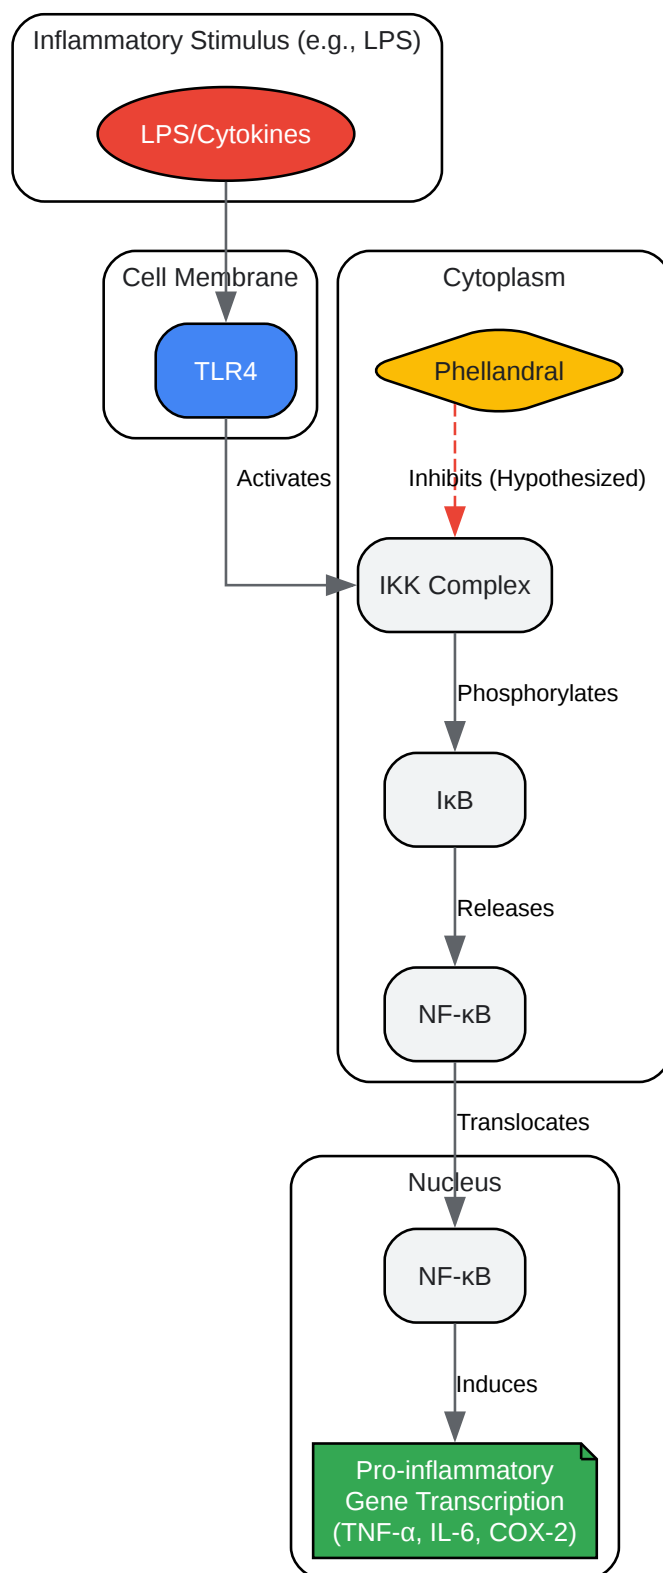 Inflammatory Stimulus (e.g., LPS)
LPS/Cytokines
Cell Membrane
Cytoplasm
TLR4
Phellandral
Activates
Inhibits (Hypothesized)
IKK Complex
Phosphorylates
IκB
Releases
NF-κB
Translocates
Nucleus
NF-κB
Induces
Pro-inflammatory
Gene Transcription
(TNF-α, IL-6, COX-2)